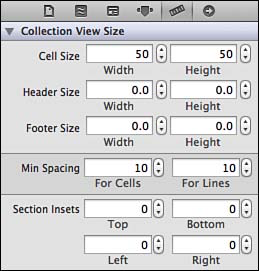 Collection View Size
Cell Size 50 50
Width Height
Header Size 0.0 0.0
Width Height
Footer Size 0.0 0.0
Width Height
Min Spacing 10 10
For Cells For Lines
Section Insets 0 0
Top Bottom
0 0
Left Right